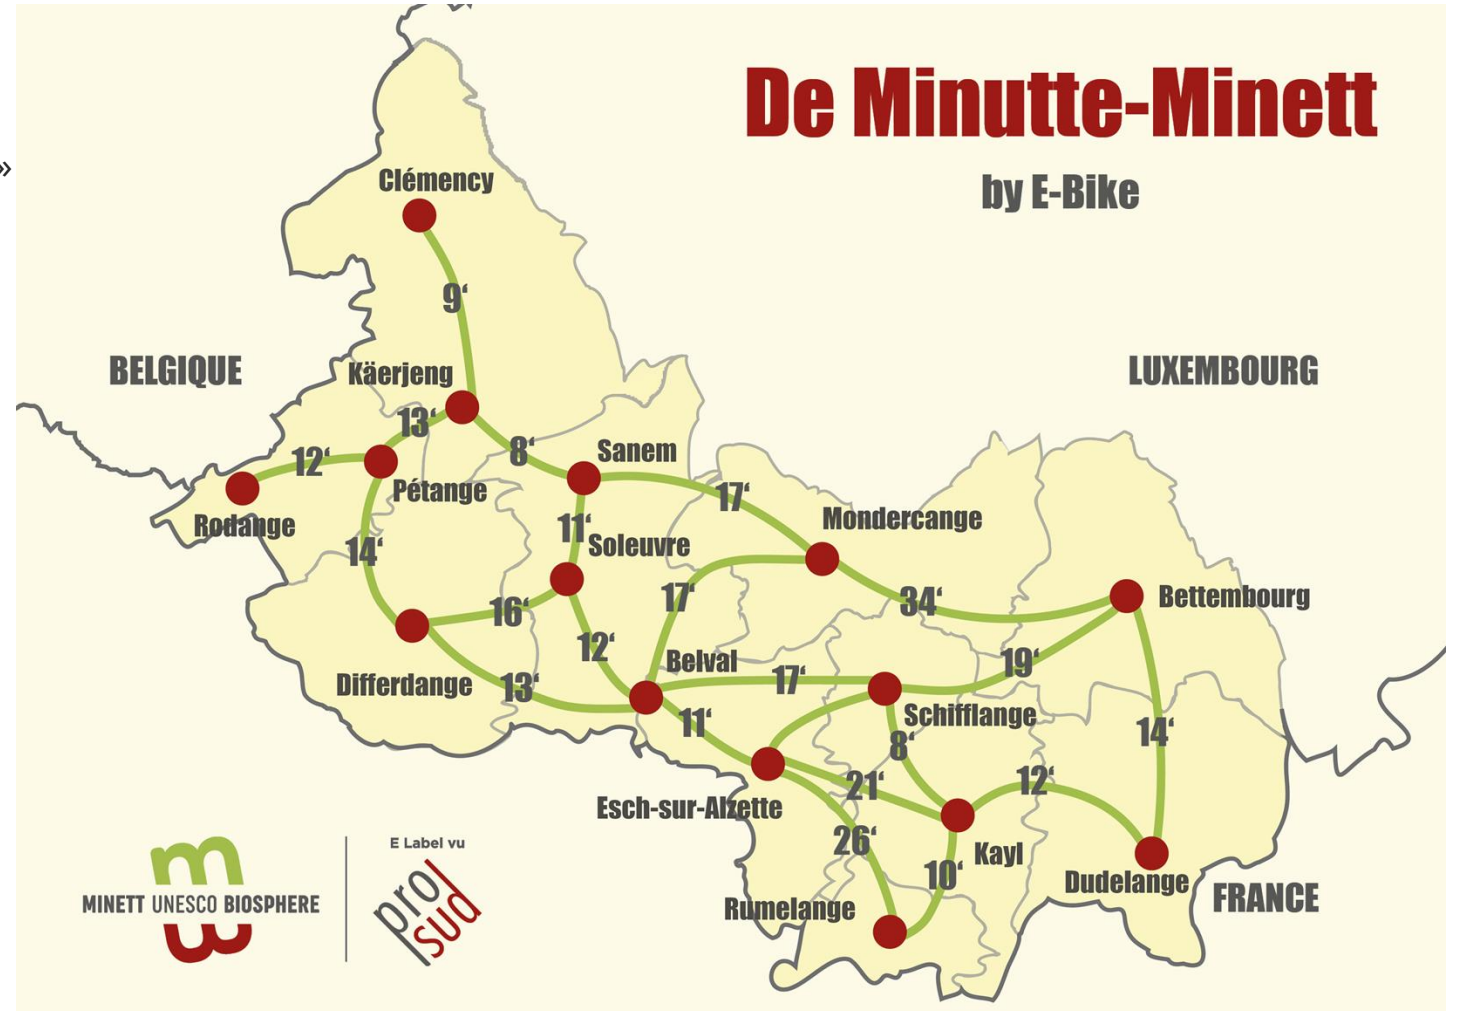 »
De Minutte-Minett
by E-Bike
Clémency
9‘
BELGIQUE
LUXEMBOURG
Käerjeng
13‘
8‘
Sanem
12‘
Pétange
17‘
Rodange
Mondercange
11‘
Soleuvre
14‘
17‘
34‘
Bettembourg
16‘
12‘
Belval
19‘
Differdange
13‘
17‘
11‘
Schifflange
8‘
14‘
21‘
12‘
Esch-sur-Alzette
26‘
Kayl
10‘
Dudelange
FRANCE
Rumelange
m
MINETT UNESCO BIOSPHERE
E Label vu
pro
sud